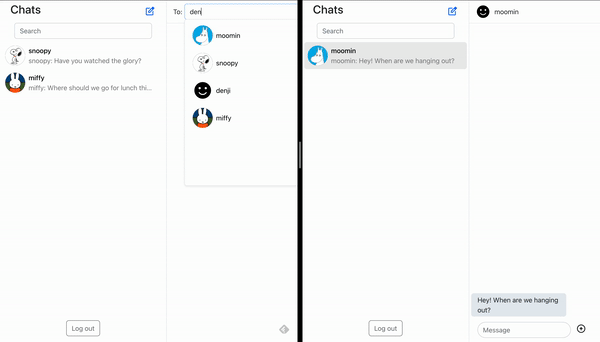 Chats
Search
snoopy
snoopy: Have you watched the glory?
miffy
miffy: Where should we go for lunch thi...
Log out
To: den
moomin
snoopy
denji
miffy
Chats
Search
moomin
moomin: Hey! When are we hanging out?
Log out
moomin
Hey! When are we hanging
out?
Message